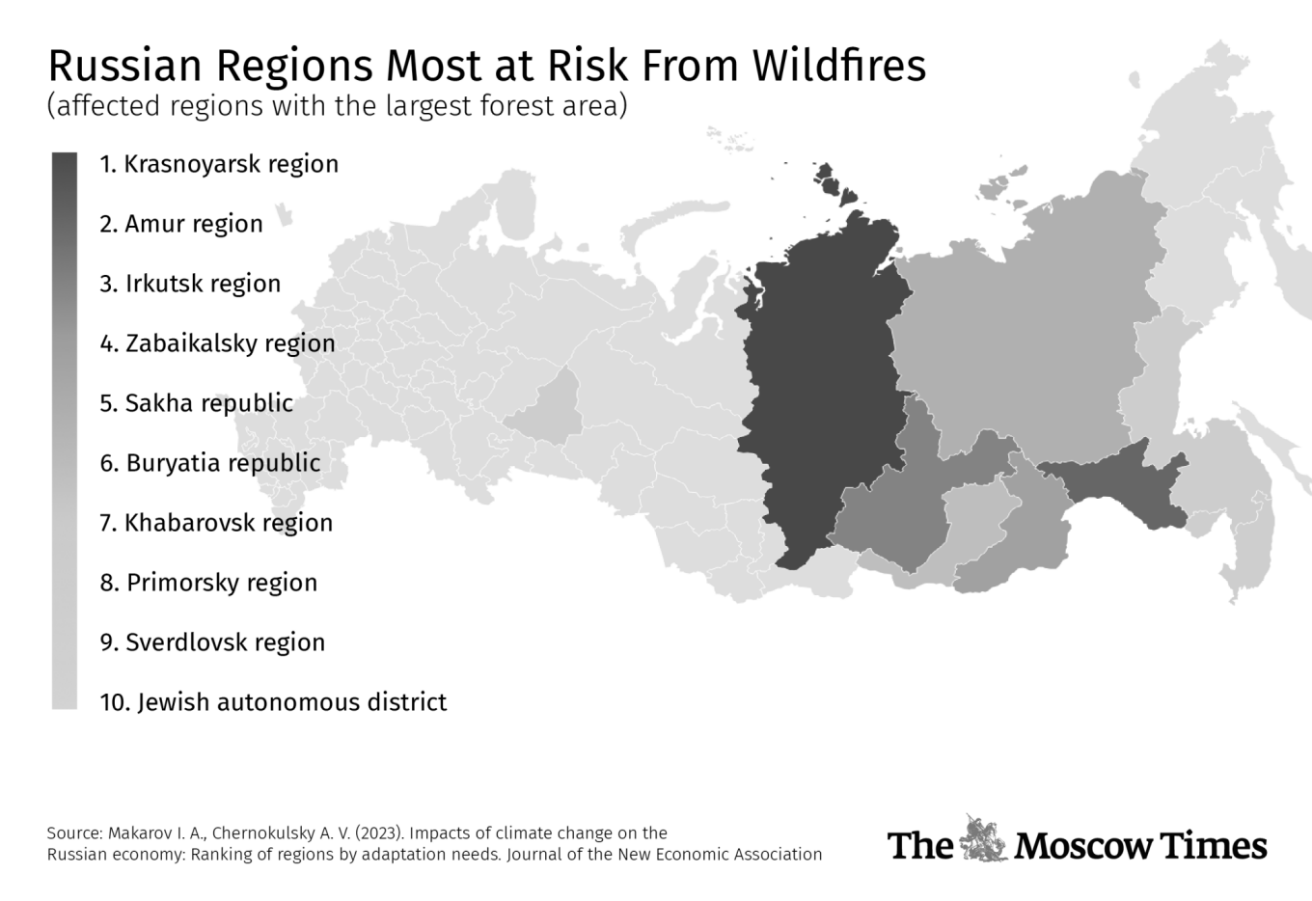 Russian Regions Most at Risk From Wildfires
(affected regions with the largest forest area)
1. Krasnoyarsk region
2. Amur region
3. Irkutsk region
4. Zabaikalsky region
5. Sakha republic
6. Buryatia republic
7. Khabarovsk region
8. Primorsky region
9. Sverdlovsk region
10. Jewish autonomous district
Source: Makarov I. A., Chernokulsky A. V. (2023). Impacts of climate change on the
Russian economy: Ranking of regions by adaptation needs. Journal of the New Economic Association
The Moscow Times